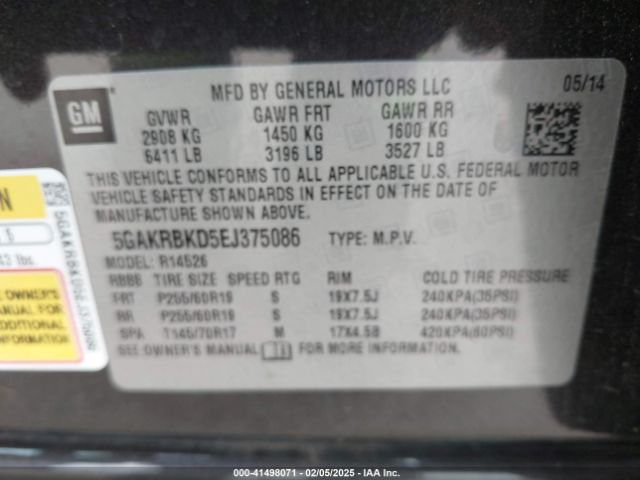 GM
MFD BY GENERAL MOTORS LLC 05/14
GVWR GAWR FRT GAWR RR
2908 KG 1450 KG 1600 KG
6411 LB 3196 LB 3527 LB
THIS VEHICLE CONFORMS TO ALL APPLICABLE U.S. FEDERAL MOTOR
VEHICLE SAFETY STANDARDS IN EFFECT ON THE DATE OF
MANUFACTURE SHOWN ABOVE.
5GAKRBKD5EJ375086 TYPE: M.P.V.
MODEL: R14526
RBBB TIRE SIZE SPEED RTG RIM COLD TIRE PRESSURE
FRT P255/60R19 S 19X7.5J 240KPA(35PSI)
RR P255/60R19 S 19X7.5J 240KPA(35PSI)
SPA T145/70R17 M 17X4.5B 420KPA(60PSI)
SEE OWNER'S MANUAL FOR MORE INFORMATION.
5GAKRBKD5EJ375086
N
5
lbs.
OWNER'S
MANUAL FOR
ADDITIONAL
INFORMATION
000-41498071 — 02/05/2025 — IAA Inc.